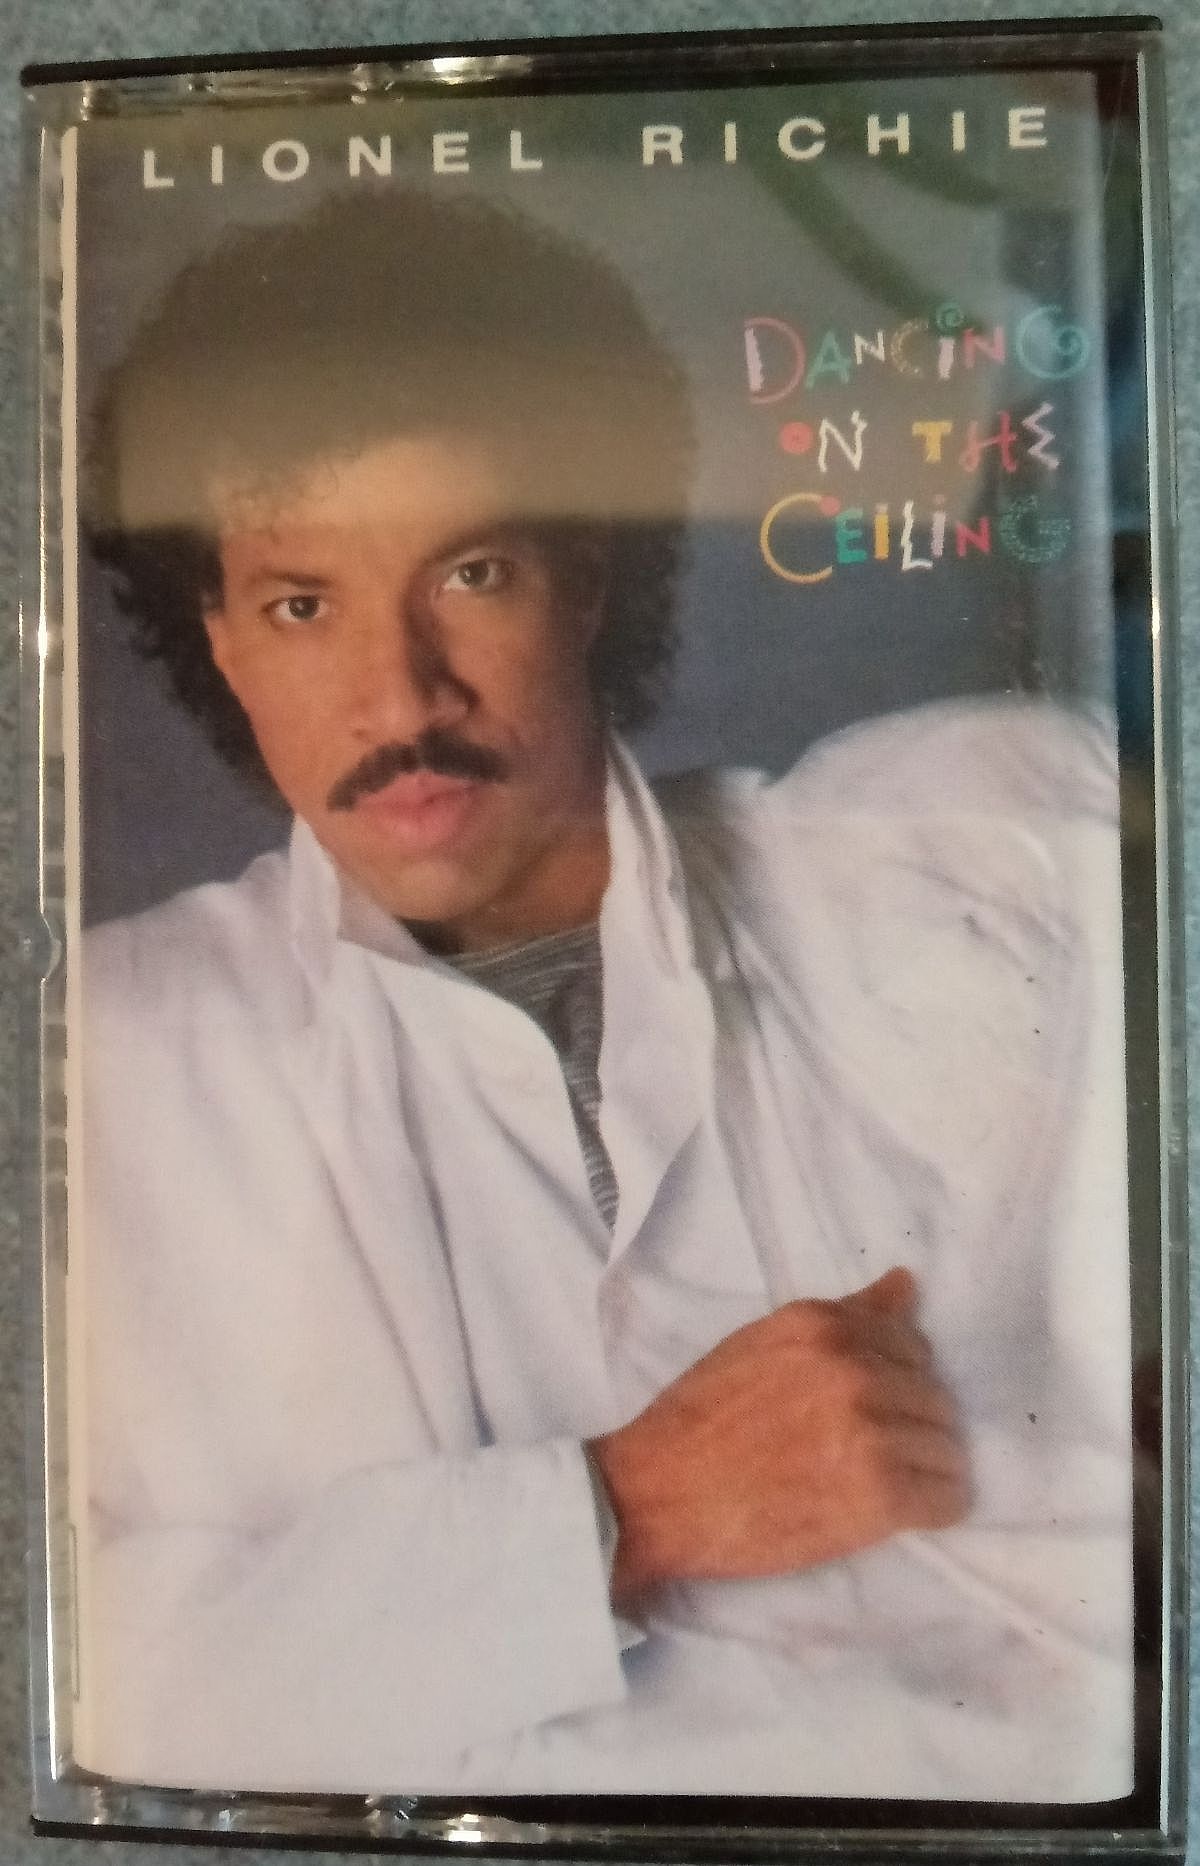 LIONEL RICHIE
DANCING
ON THE
CEILING